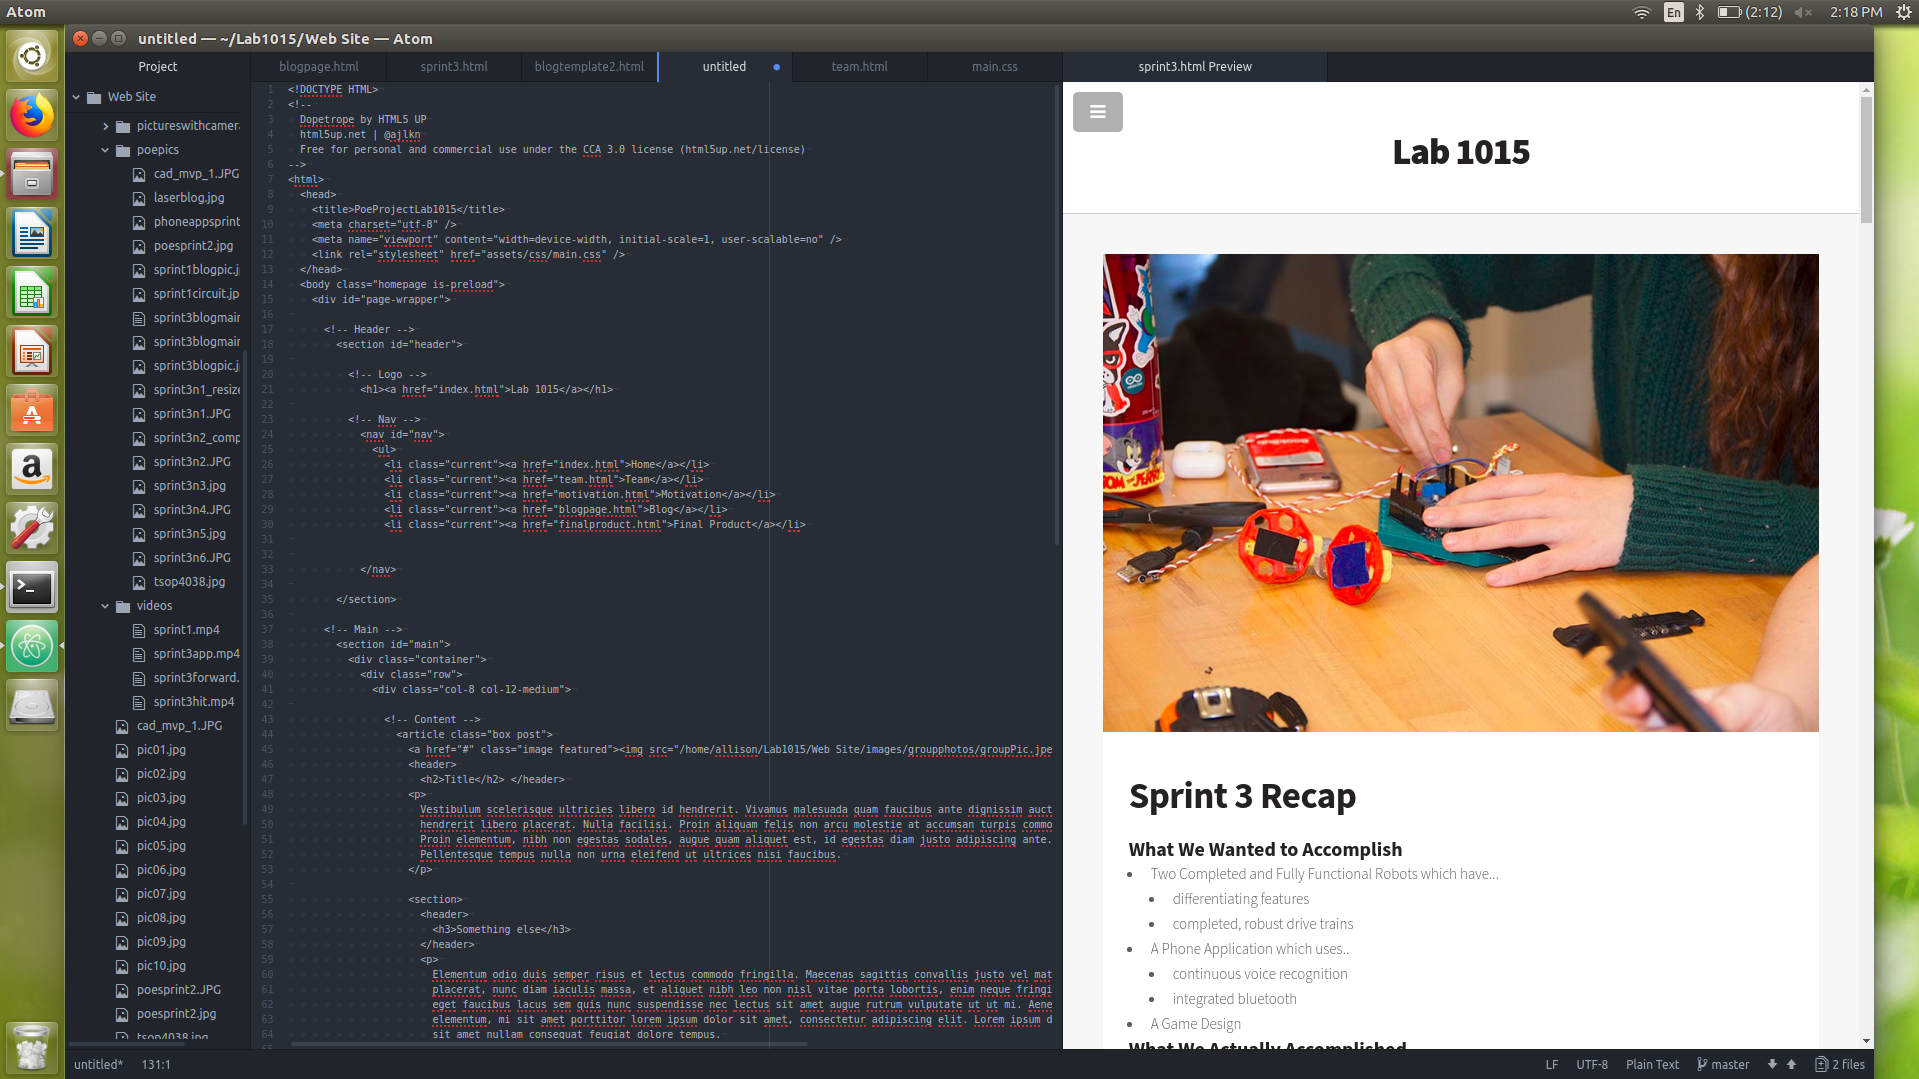 Atom
En
(2:12)
2:18 PM
untitled — ~/Lab1015/Web Site — Atom
Project
blogpage.html
sprint3.html
blogtemplate2.html
untitled
team.html
main.css
sprint3.html Preview
Web Site
pictureswithcamer
poepics
cad_mvp_1.JPG
laserblog.jpg
phoneappsprint
poesprint2.jpg
sprint1blogpic.j
sprint1circuit.jp
sprint3blogmain
sprint3blogmain
sprint3blogpic.j
sprint3n1_resize
sprint3n1.JPG
sprint3n2_comp
sprint3n2.JPG
sprint3n3.jpg
sprint3n4.JPG
sprint3n5.jpg
sprint3n6.JPG
tsop4038.jpg
videos
sprint1.mp4
sprint3app.mp4
sprint3forward.
sprint3hit.mp4
cad_mvp_1.JPG
pic01.jpg
pic02.jpg
pic03.jpg
pic04.jpg
pic05.jpg
pic06.jpg
pic07.jpg
pic08.jpg
pic09.jpg
pic10.jpg
poesprint2.JPG
poesprint2.jpg
tsop4038.jpg
1 <!DOCTYPE HTML>
2 <!--
3 Dopetrope by HTML5 UP
4 html5up.net | @ajlkn
5 Free for personal and commercial use under the CCA 3.0 license (html5up.net/license)
6 -->
7 <html>
8 <head>
9 <title>PoeProjectLab1015</title>
10 <meta charset="utf-8" />
11 <meta name="viewport" content="width=device-width, initial-scale=1, user-scalable=no" />
12 <link rel="stylesheet" href="assets/css/main.css" />
13 </head>
14 <body class="homepage is-preload">
15 <div id="page-wrapper">
16
17 <!-- Header -->
18 <section id="header">
19
20 <!-- Logo -->
21 <h1><a href="index.html">Lab 1015</a></h1>
22
23 <!-- Nav -->
24 <nav id="nav">
25 <ul>
26 <li class="current"><a href="index.html">Home</a></li>
27 <li class="current"><a href="team.html">Team</a></li>
28 <li class="current"><a href="motivation.html">Motivation</a></li>
29 <li class="current"><a href="blogpage.html">Blog</a></li>
30 <li class="current"><a href="finalproduct.html">Final Product</a></li>
31
32
33 </nav>
34
35 </section>
36
37 <!-- Main -->
38 <section id="main">
39 <div class="container">
40 <div class="row">
41 <div class="col-8 col-12-medium">
42
43 <!-- Content -->
44 <article class="box post">
45 <a href="#" class="image featured"><img src="/home/allison/Lab1015/Web Site/images/groupphotos/groupPic.jpe
46 <header>
47 <h2>Title</h2> </header>
48 <p>
49 Vestibulum scelerisque ultricies libero id hendrerit. Vivamus malesuada quam faucibus ante dignissim auct
50 hendrerit libero placerat. Nulla facilisi. Proin aliquam felis non arcu molestie at accumsan turpis commo
51 Proin elementum, nibh non egestas sodales, augue quam aliquet est, id egestas diam justo adipiscing ante.
52 Pellentesque tempus nulla non urna eleifend ut ultrices nisi faucibus.
53 </p>
54
55 <section>
56 <header>
57 <h3>Something else</h3>
58 </header>
59 <p>
60 Elementum odio duis semper risus et lectus commodo fringilla. Maecenas sagittis convallis justo vel mat
61 placerat, nunc diam iaculis massa, et aliquet nibh leo non nisl vitae porta lobortis, enim neque fringi
62 eget faucibus lacus sem quis nunc suspendisse nec lectus sit amet augue rutrum vulputate ut ut mi. Aene
63 elementum, mi sit amet porttitor lorem ipsum dolor sit amet, consectetur adipiscing elit. Lorem ipsum d
64 sit amet nullam consequat feugiat dolore tempus.
Lab 1015
Sprint 3 Recap
What We Wanted to Accomplish
Two Completed and Fully Functional Robots which have...
differentiating features
completed, robust drive trains
A Phone Application which uses..
continuous voice recognition
integrated bluetooth
A Game Design
What We Actually Accomplished
untitled*
131:1
LF
UTF-8
Plain Text
master
2 files